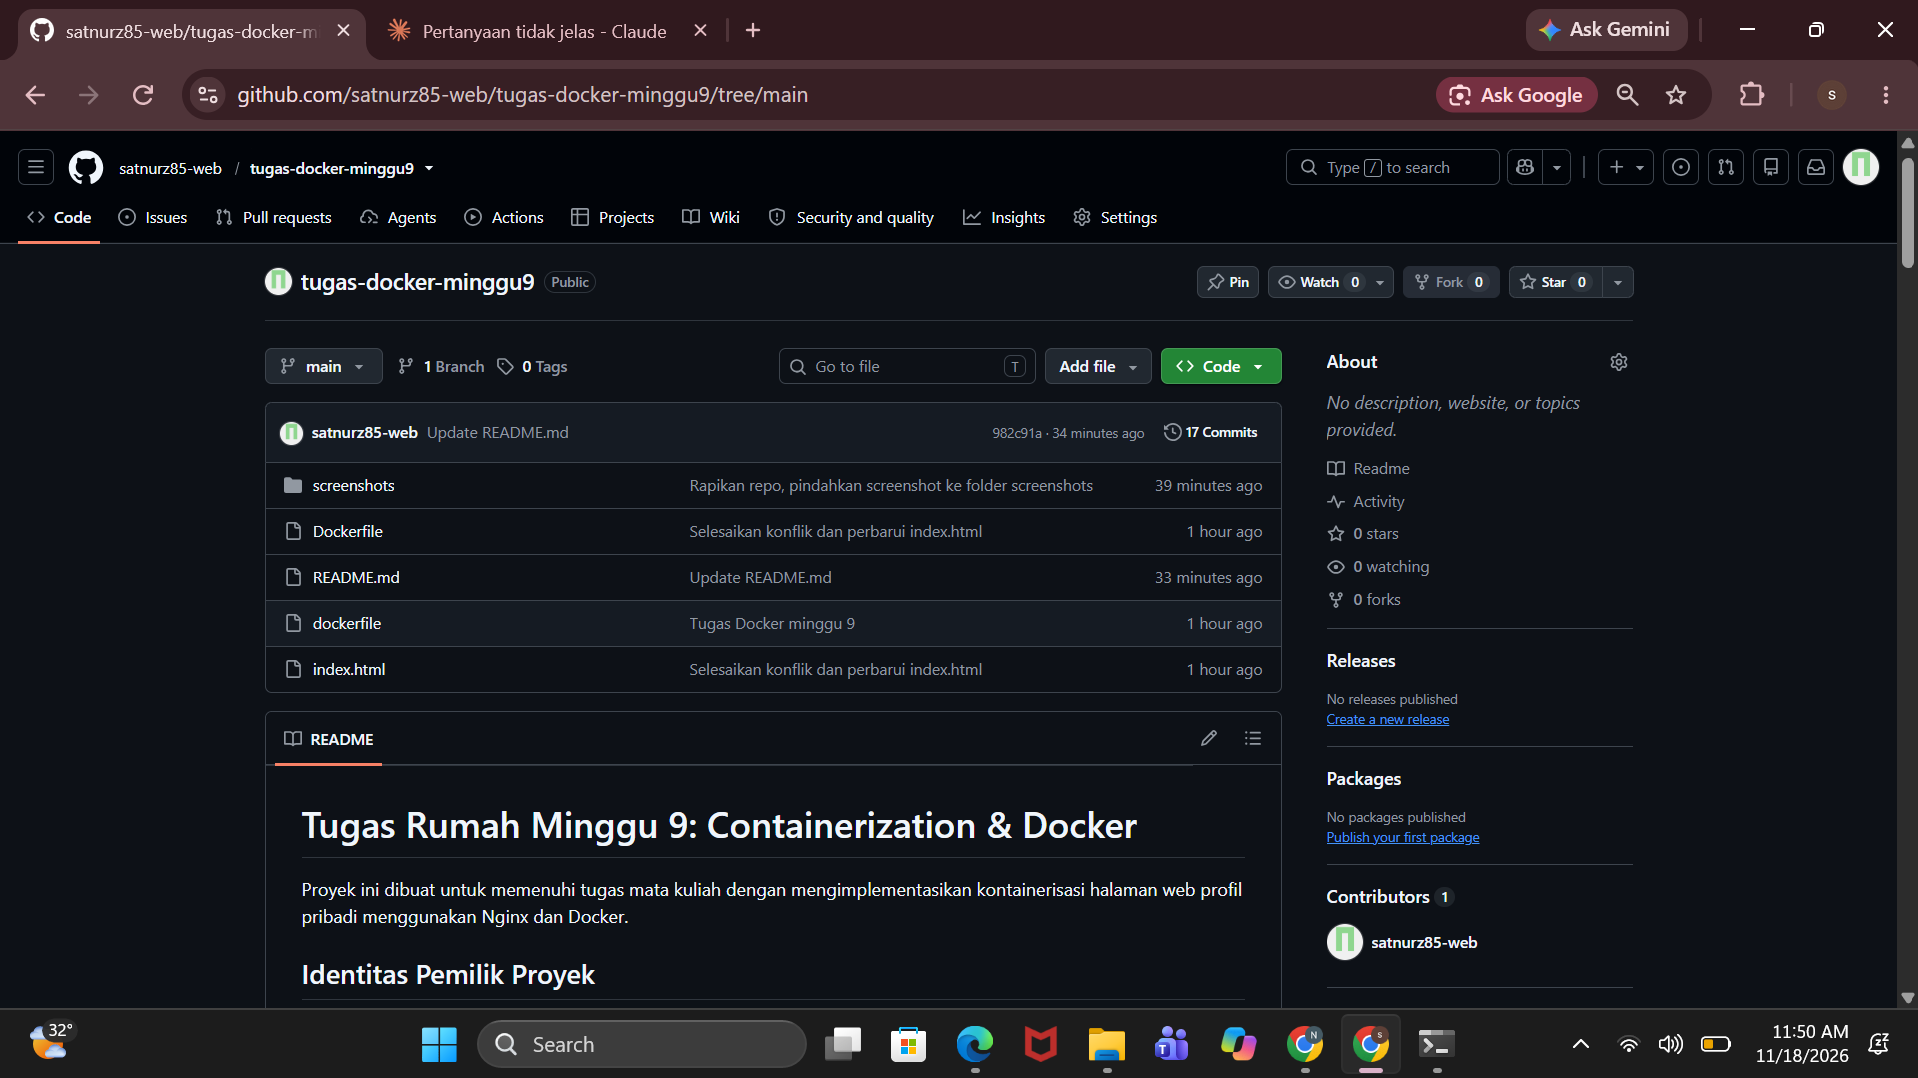 satnurz85-web/tugas-docker-m
Pertanyaan tidak jelas - Claude
Ask Gemini
github.com/satnurz85-web/tugas-docker-minggu9/tree/main
Ask Google
s
satnurz85-web / tugas-docker-minggu9
Type / to search
Code
Issues
Pull requests
Agents
Actions
Projects
Wiki
Security and quality
Insights
Settings
tugas-docker-minggu9
Public
Pin
Watch 0
Fork 0
Star 0
main
1 Branch
0 Tags
Go to file
T
Add file
Code
satnurz85-web Update README.md
982c91a · 34 minutes ago
17 Commits
screenshots
Rapikan repo, pindahkan screenshot ke folder screenshots
39 minutes ago
Dockerfile
Selesaikan konflik dan perbarui index.html
1 hour ago
README.md
Update README.md
33 minutes ago
dockerfile
Tugas Docker minggu 9
1 hour ago
index.html
Selesaikan konflik dan perbarui index.html
1 hour ago
README
Tugas Rumah Minggu 9: Containerization & Docker
Proyek ini dibuat untuk memenuhi tugas mata kuliah dengan mengimplementasikan kontainerisasi halaman web profil
pribadi menggunakan Nginx dan Docker.
Identitas Pemilik Proyek
About
No description, website, or topics
provided.
Readme
Activity
0 stars
0 watching
0 forks
Releases
No releases published
Create a new release
Packages
No packages published
Publish your first package
Contributors 1
satnurz85-web
32°
Search
N
S
11:50 AM
11/18/2026